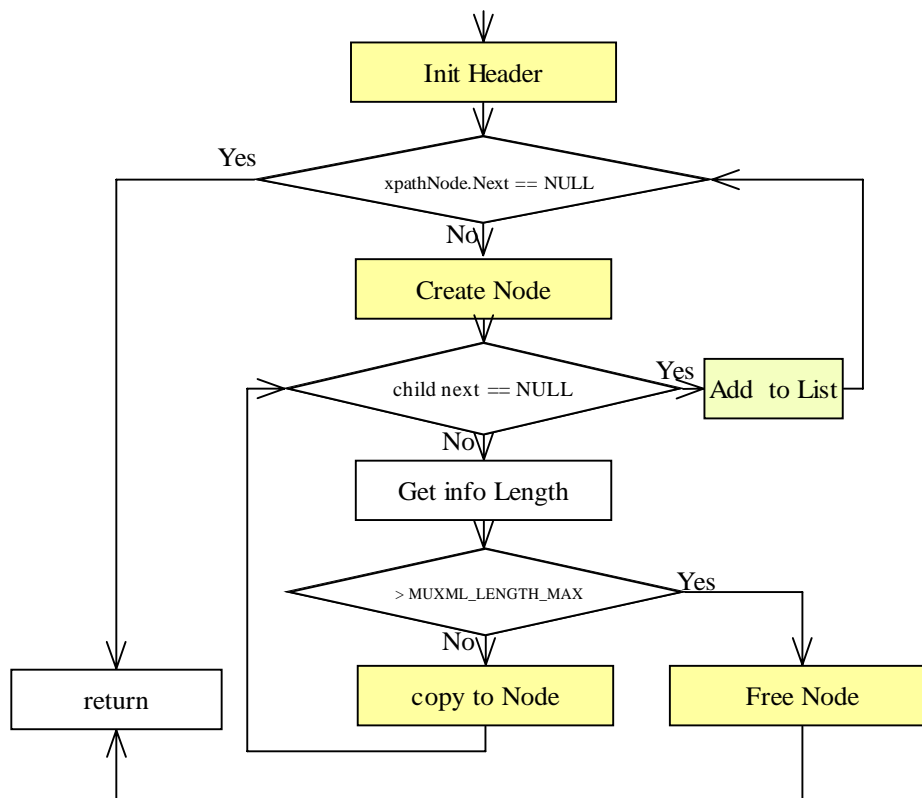 Init Header
Yes
xpathNode.Next == NULL
No
Create Node
child next == NULL
Yes
Add to List
No
Get info Length
> MUXML_LENGTH_MAX
Yes
No
return
copy to Node
Free Node